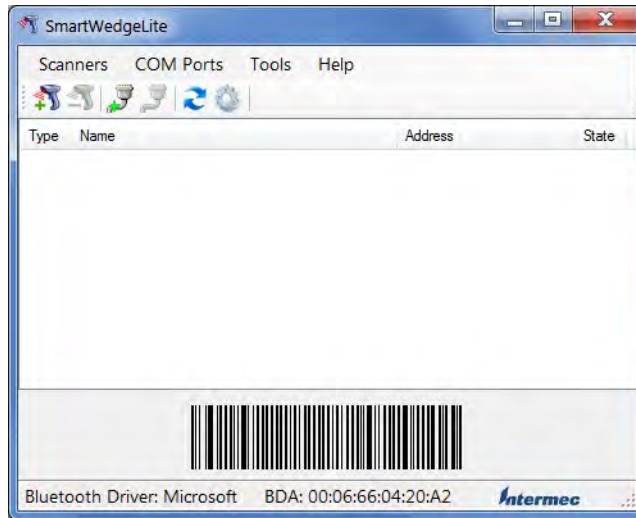 SmartWedgeLite
Scanners COM Ports Tools Help
Type Name Address State
Bluetooth Driver: Microsoft BDA: 00:06:66:04:20:A2 Intermec